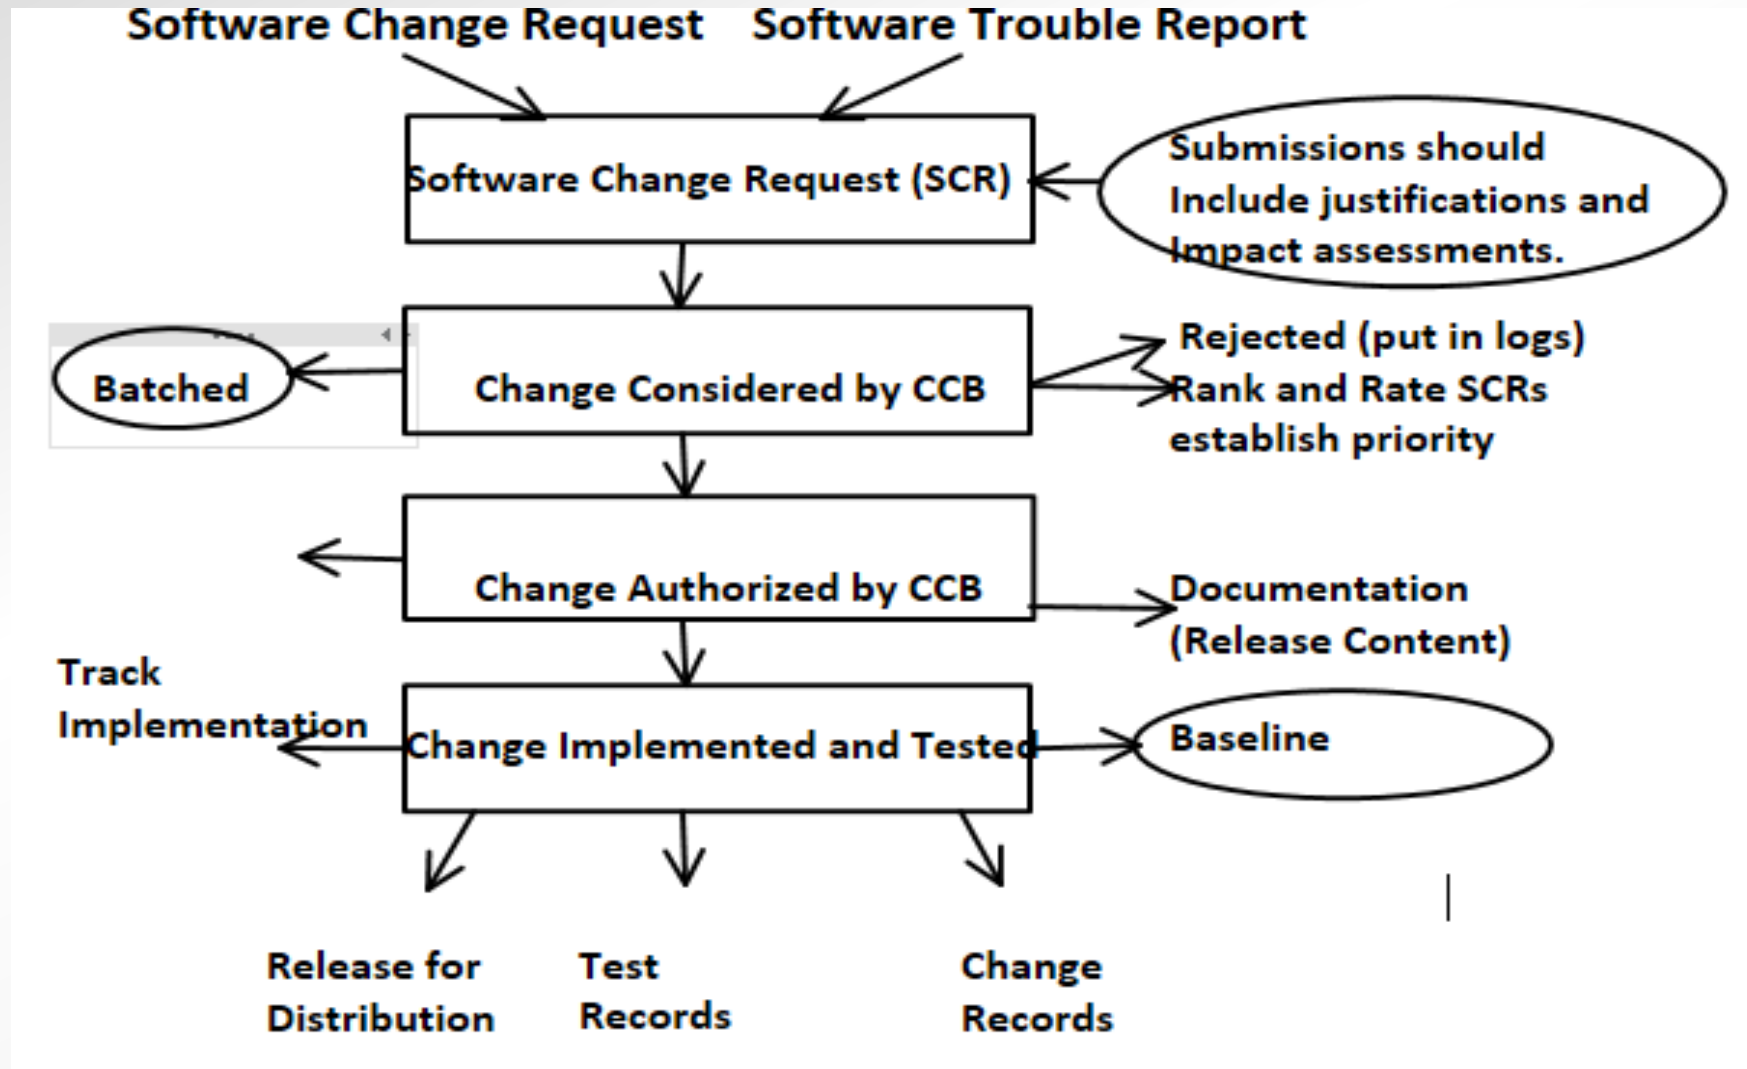 Software Change Request Software Trouble Report
Software Change Request (SCR)
Submissions should
Include justifications and
Impact assessments.
Batched
Change Considered by CCB
Rejected (put in logs)
Rank and Rate SCRs
establish priority
Change Authorized by CCB
Documentation
(Release Content)
Track
Implementation
Change Implemented and Tested
Baseline
Release for
Distribution
Test
Records
Change
Records